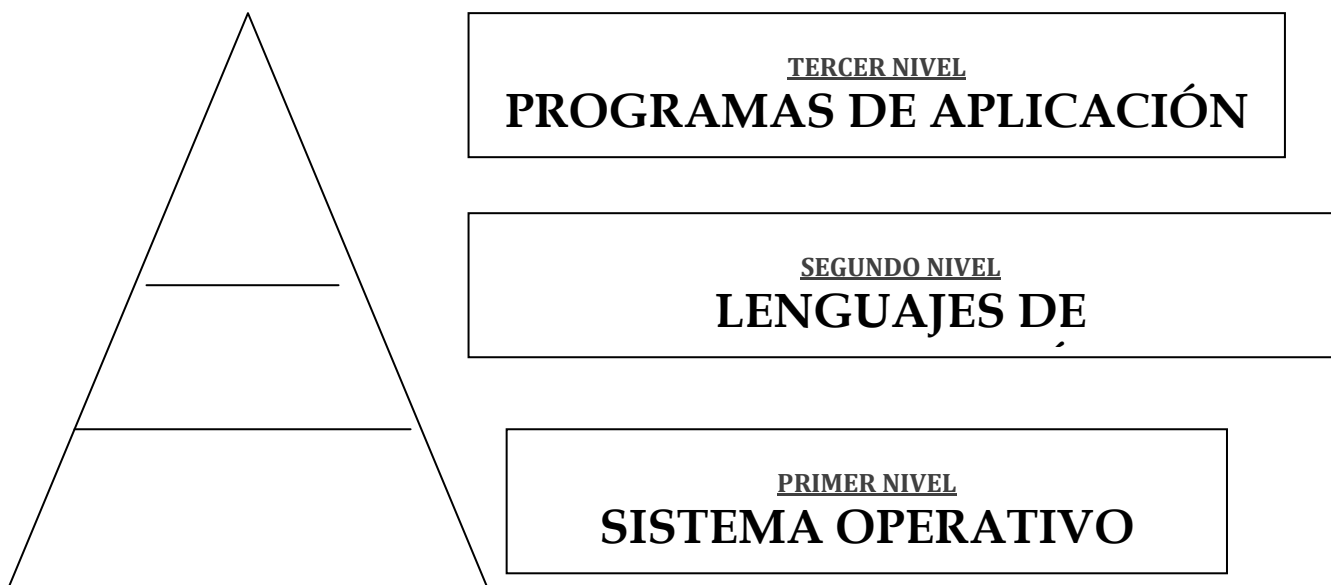 TERCER NIVEL
PROGRAMAS DE APLICACIÓN
SEGUNDO NIVEL
LENGUAJES DE
PRIMER NIVEL
SISTEMA OPERATIVO